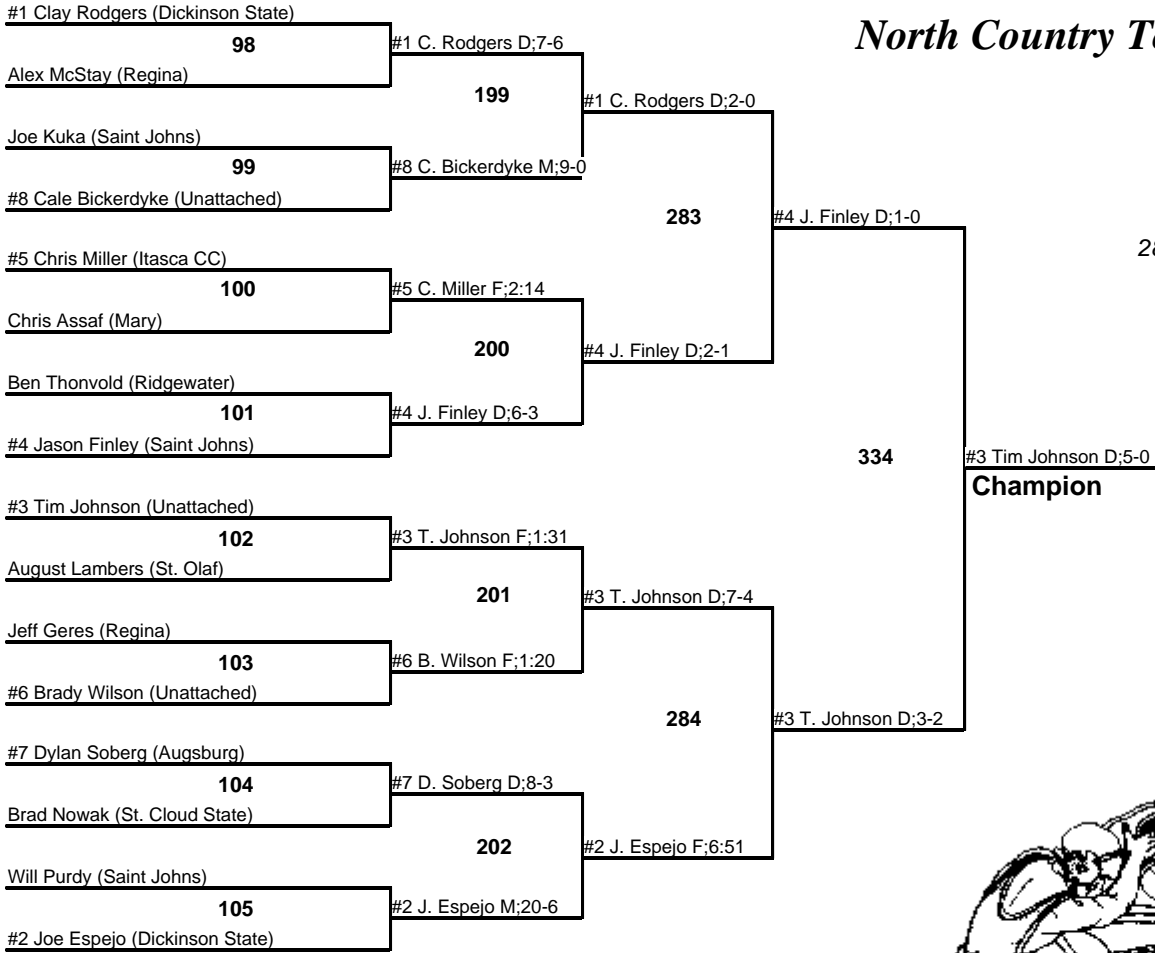 #1 Clay Rodgers (Dickinson State)
North Country
98
#1 C. Rodgers D;7-6
Alex McStay (Regina)
199
#1 C. Rodgers D;2-0
Joe Kuka (Saint Johns)
99
#8 C. Bickerdyke M;9-0
#8 Cale Bickerdyke (Unattached)
283
#4 J. Finley D;1-0
#5 Chris Miller (Itasca CC)
100
#5 C. Miller F;2:14
Chris Assaf (Mary)
200
#4 J. Finley D;2-1
Ben Thonvold (Ridgewater)
101
#4 J. Finley D;6-3
#4 Jason Finley (Saint Johns)
334
#3 Tim Johnson D;5-0
Champion
#3 Tim Johnson (Unattached)
102
#3 T. Johnson F;1:31
August Lambers (St. Olaf)
201
#3 T. Johnson D;7-4
Jeff Geres (Regina)
103
#6 B. Wilson F;1:20
#6 Brady Wilson (Unattached)
284
#3 T. Johnson D;3-2
#7 Dylan Soberg (Augsburg)
104
#7 D. Soberg D;8-3
Brad Nowak (St. Cloud State)
202
#2 J. Espejo F;6:51
Will Purdy (Saint Johns)
105
#2 J. Espejo M;20-6
#2 Joe Espejo (Dickinson State)